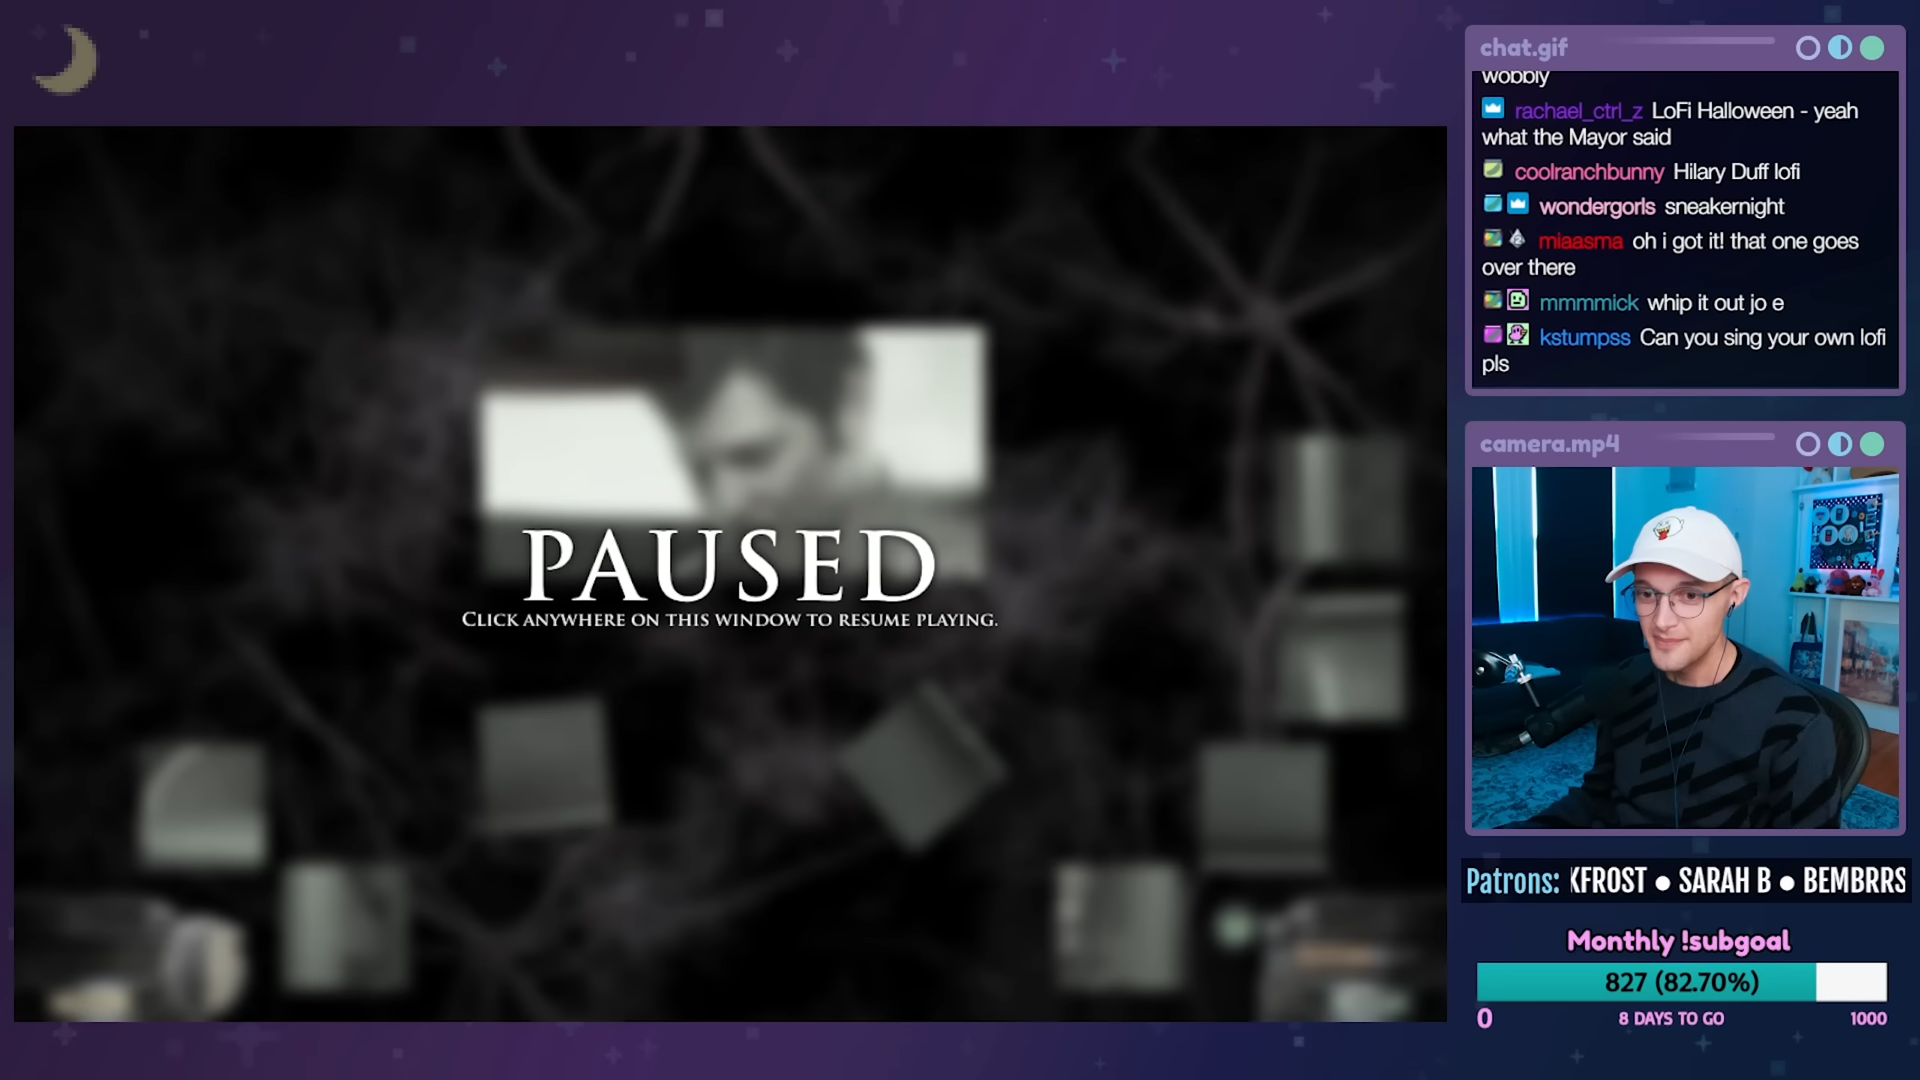 PAUSED
CLICK ANYWHERE ON THIS WINDOW TO RESUME PLAYING.
chat.gif
wobbly
rachael_ctrl_z LoFi Halloween - yeah
what the Mayor said
coolranchbunny Hilary Duff lofi
wondergorls sneakernight
miaasma oh i got it! that one goes
over there
mmmmick whip it out jo e
kstumpss Can you sing your own lofi
pls
camera.mp4
Patrons: KFROST ● SARAH B ● BEMBRRS
Monthly !subgoal
827 (82.70%)
0 8 DAYS TO GO 1000